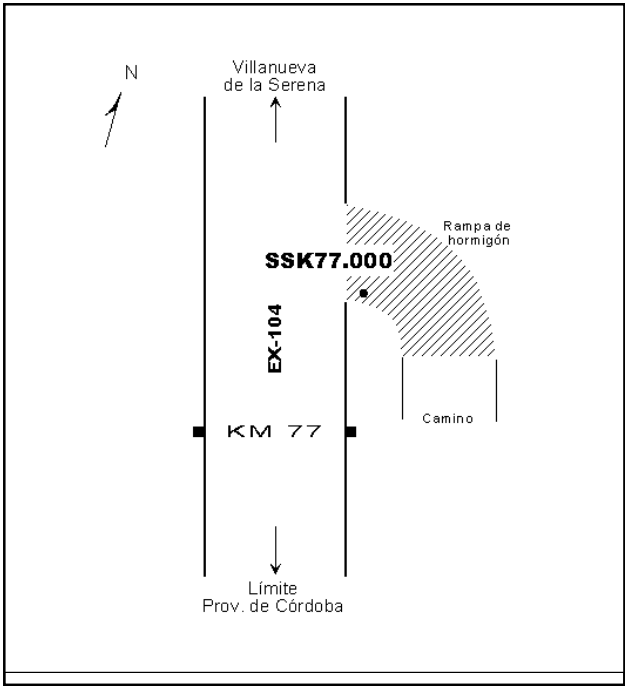 N
Villanueva
de la Serena
Rampa de
hormigón
SSK77.000
EX-104
KM 77
Camino
Límite
Prov. de Córdoba